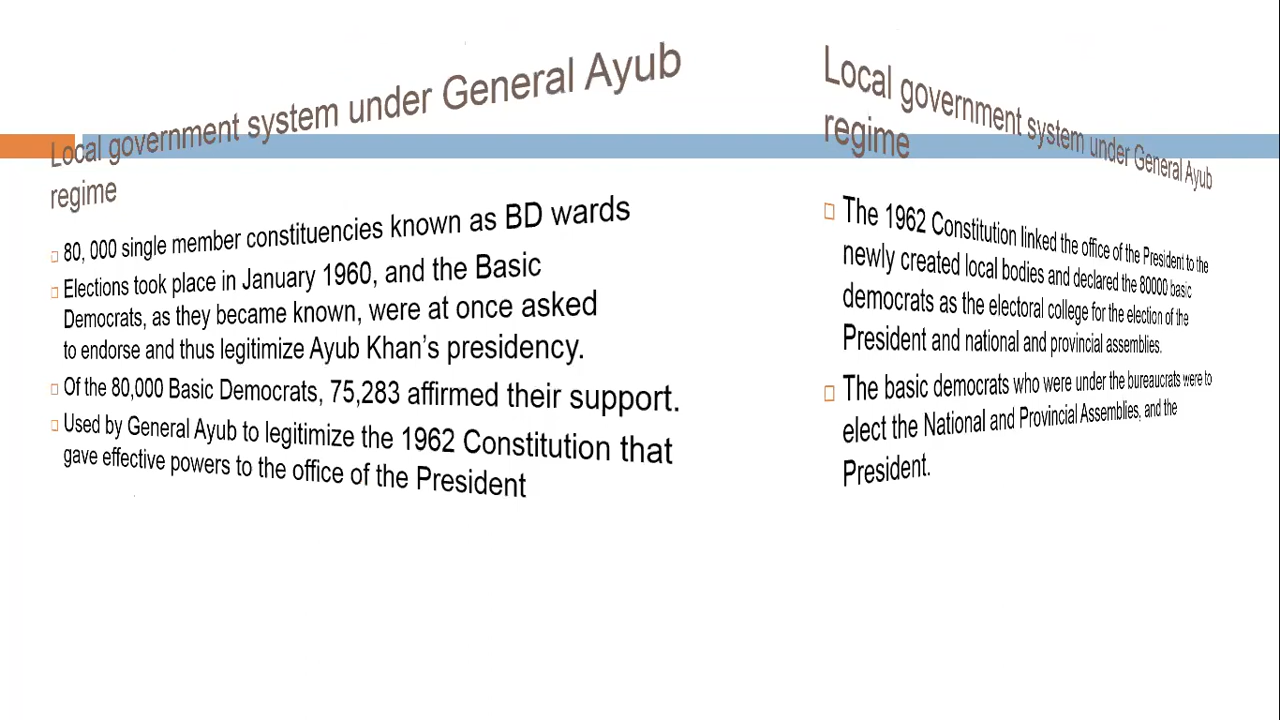 Local government system under General Ayub
regime
80, 000 single member constituencies known as BD wards
Elections took place in January 1960, and the Basic
Democrats, as they became known, were at once asked
to endorse and thus legitimize Ayub Khan’s presidency.
Of the 80,000 Basic Democrats, 75,283 affirmed their support.
Used by General Ayub to legitimize the 1962 Constitution that
gave effective powers to the office of the President
Local government system under General Ayub
regime
The 1962 Constitution linked the office of the President to the
newly created local bodies and declared the 80000 basic
democrats as the electoral college for the election of the
President and national and provincial assemblies.
The basic democrats who were under the bureaucrats were to
elect the National and Provincial Assemblies, and the
President.